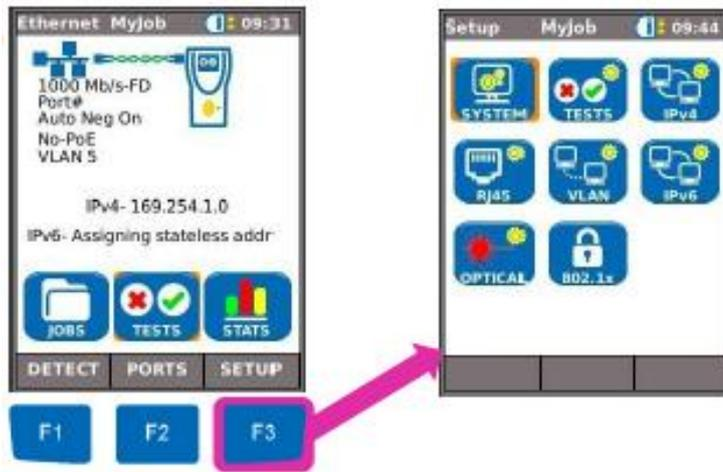 Ethernet MyJob 09:31
1000 Mb/s-FD
Port#
Auto Neg On
No-PoE
VLAN 5
IPv4- 169.254.1.0
IPv6- Assigning stateless addr
JOBS TESTS STATS
DETECT PORTS SETUP
F1 F2 F3
Setup MyJob 09:44
SYSTEM TESTS IPv4
RJ45 VLAN IPv6
OPTICAL 802.1x